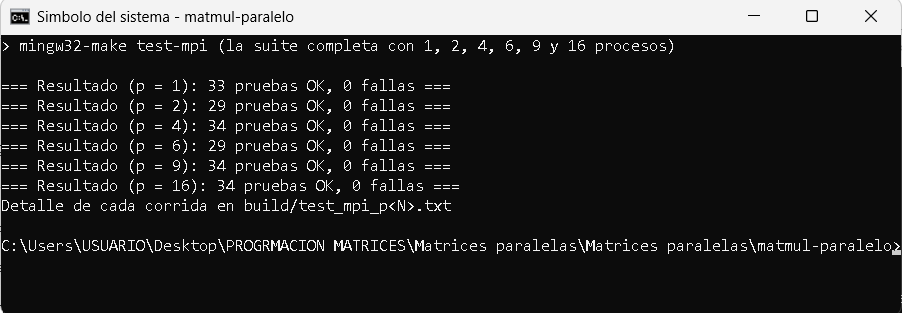 Simbolo del sistema - matmul-paralelo
> mingw32-make test-mpi (la suite completa con 1, 2, 4, 6, 9 y 16 procesos)
=== Resultado (p = 1): 33 pruebas OK, 0 fallas ===
=== Resultado (p = 2): 29 pruebas OK, 0 fallas ===
=== Resultado (p = 4): 34 pruebas OK, 0 fallas ===
=== Resultado (p = 6): 29 pruebas OK, 0 fallas ===
=== Resultado (p = 9): 34 pruebas OK, 0 fallas ===
=== Resultado (p = 16): 34 pruebas OK, 0 fallas ===
Detalle de cada corrida en build/test_mpi_p<N>.txt
C:\Users\USUARIO\Desktop\PROGRMACION MATRICES\Matrices paralelas\Matrices paralelas\matmul-paralelo>